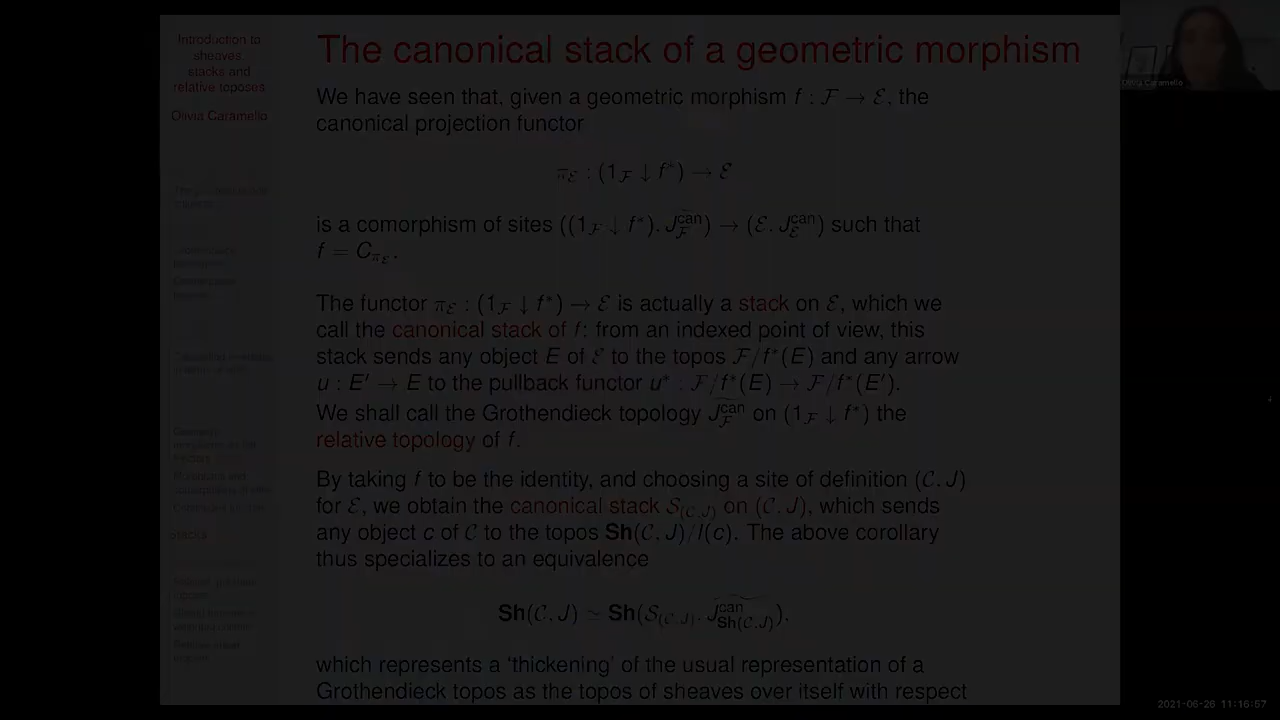 Introduction to
sheaves,
stacks and
relative toposes
Olivia Caramello
Stacks
The canonical stack of a geometric morphism
We have seen that, given a geometric morphism f : ℱ → ℰ, the
canonical projection functor
π_ℰ : (1_ℱ ↓ f*) → ℰ
is a comorphism of sites ((1_ℱ ↓ f*), J̃_ℱ^can) → (ℰ, J_ℰ^can) such that
f = C_{π_ℰ}.
The functor π_ℰ : (1_ℱ ↓ f*) → ℰ is actually a stack on ℰ, which we
call the canonical stack of f: from an indexed point of view, this
stack sends any object E of ℰ to the topos ℱ/f*(E) and any arrow
u : E′ → E to the pullback functor u* : ℱ/f*(E) → ℱ/f*(E′).
We shall call the Grothendieck topology J̃_ℱ^can on (1_ℱ ↓ f*) the
relative topology of f.
By taking f to be the identity, and choosing a site of definition (𝒞, J)
for ℰ, we obtain the canonical stack 𝒮_(𝒞,J) on (𝒞, J), which sends
any object c of 𝒞 to the topos Sh(𝒞, J)/l(c). The above corollary
thus specializes to an equivalence
Sh(𝒞, J) ≃ Sh(𝒮_(𝒞,J), J̃^can_Sh(𝒞,J)),
which represents a ‘thickening’ of the usual representation of a
Grothendieck topos as the topos of sheaves over itself with respect
Olivia Caramello
2021-06-26 11:16:57